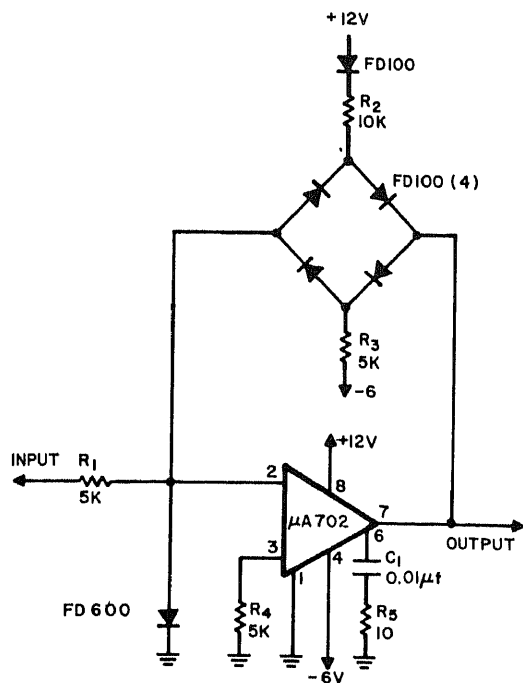 +12V
FD100
R2
10K
FD100 (4)
R3
5K
-6
+12V
INPUT
R1
5K
2
8
μA702
7
6
OUTPUT
3
1
4
C1
0.01μf
FD600
R4
5K
R5
10
-6V